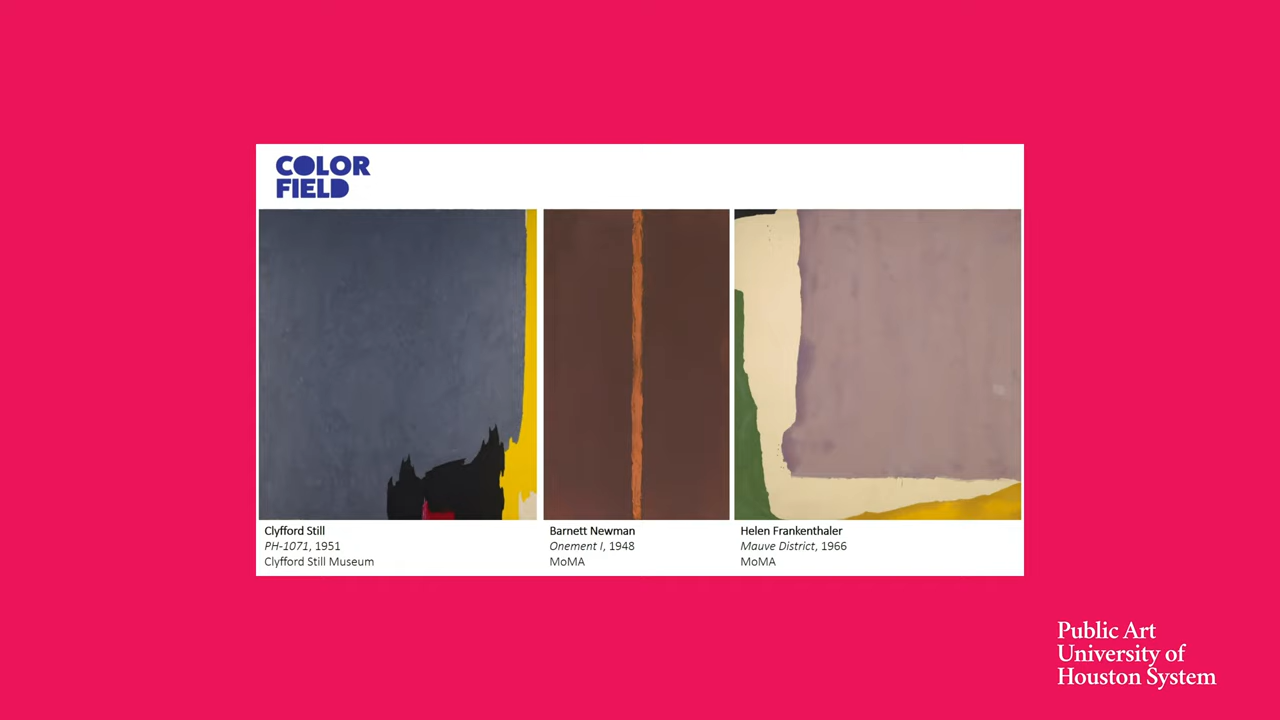 COLOR
FIELD
Clyfford Still
PH-1071, 1951
Clyfford Still Museum
Barnett Newman
Onement I, 1948
MoMA
Helen Frankenthaler
Mauve District, 1966
MoMA
Public Art
University of
Houston System